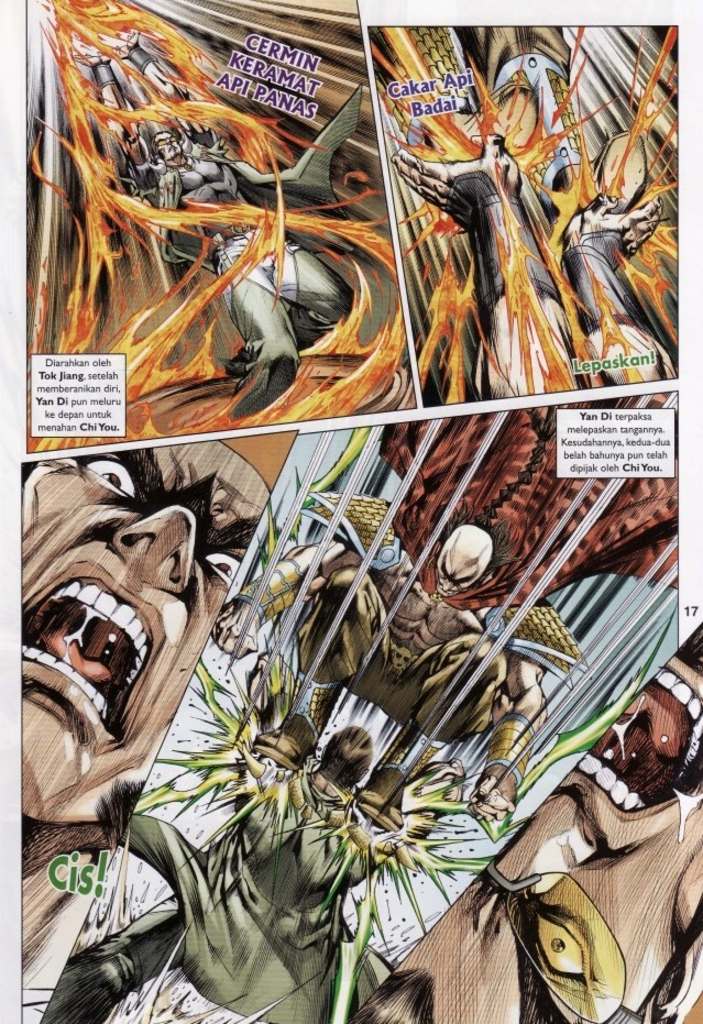 CERMIN
KERAMAT
API PANAS
Cakar Api
Badai
Lepaskan!
Diarahkan oleh
Tok Jiang, setelah
memberanikan diri,
Yan Di pun meluru
ke depan untuk
menahan Chi You.
Yan Di terpaksa
melepaskan tangannya.
Kesudahannya, kedua-dua
belah bahunya pun telah
dipijak oleh Chi You.
17
Cis!